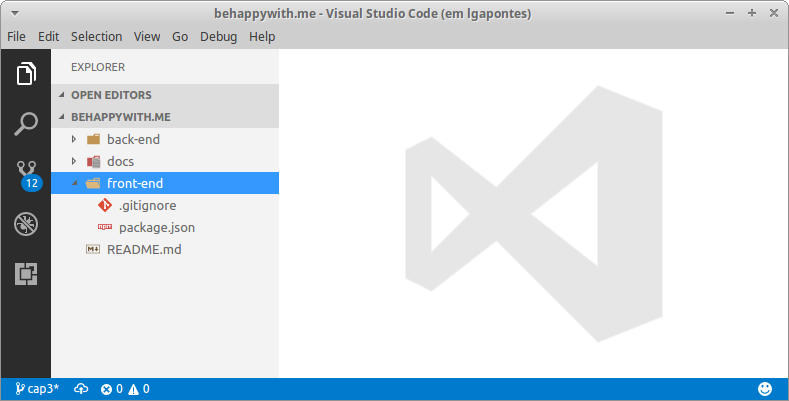 behappywith.me - Visual Studio Code (em lgapontes)
File Edit Selection View Go Debug Help
EXPLORER
OPEN EDITORS
BEHAPPYWITH.ME
back-end
docs
front-end
.gitignore
npm package.json
M↓ README.md
12
cap3* 0 0